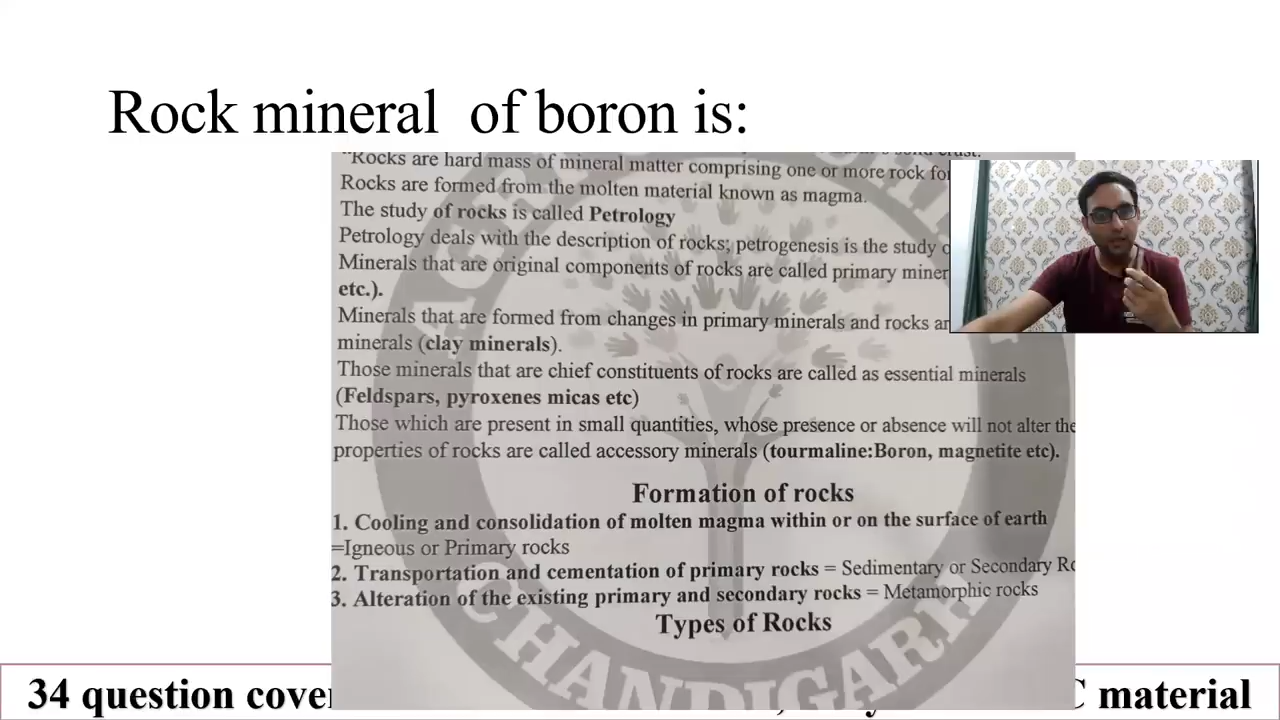 Rock mineral of boron is:
"Rocks are hard mass of mineral matter comprising one or more rock
Rocks are formed from the molten material known as magma.
The study of rocks is called Petrology
Petrology deals with the description of rocks; petrogenesis is the study
Minerals that are original components of rocks are called primary
etc.).
Minerals that are formed from changes in primary minerals and rocks
minerals (clay minerals).
Those minerals that are chief constituents of rocks are called as essential minerals
(Feldspars, pyroxenes micas etc)
Those which are present in small quantities, whose presence or absence will not alter the
properties of rocks are called accessory minerals (tourmaline:Boron, magnetite etc).
Formation of rocks
1. Cooling and consolidation of molten magma within or on the surface of earth
=Igneous or Primary rocks
2. Transportation and cementation of primary rocks = Sedimentary or Secondary
3. Alteration of the existing primary and secondary rocks = Metamorphic rocks
Types of Rocks
CHANDIGARH
34 question material